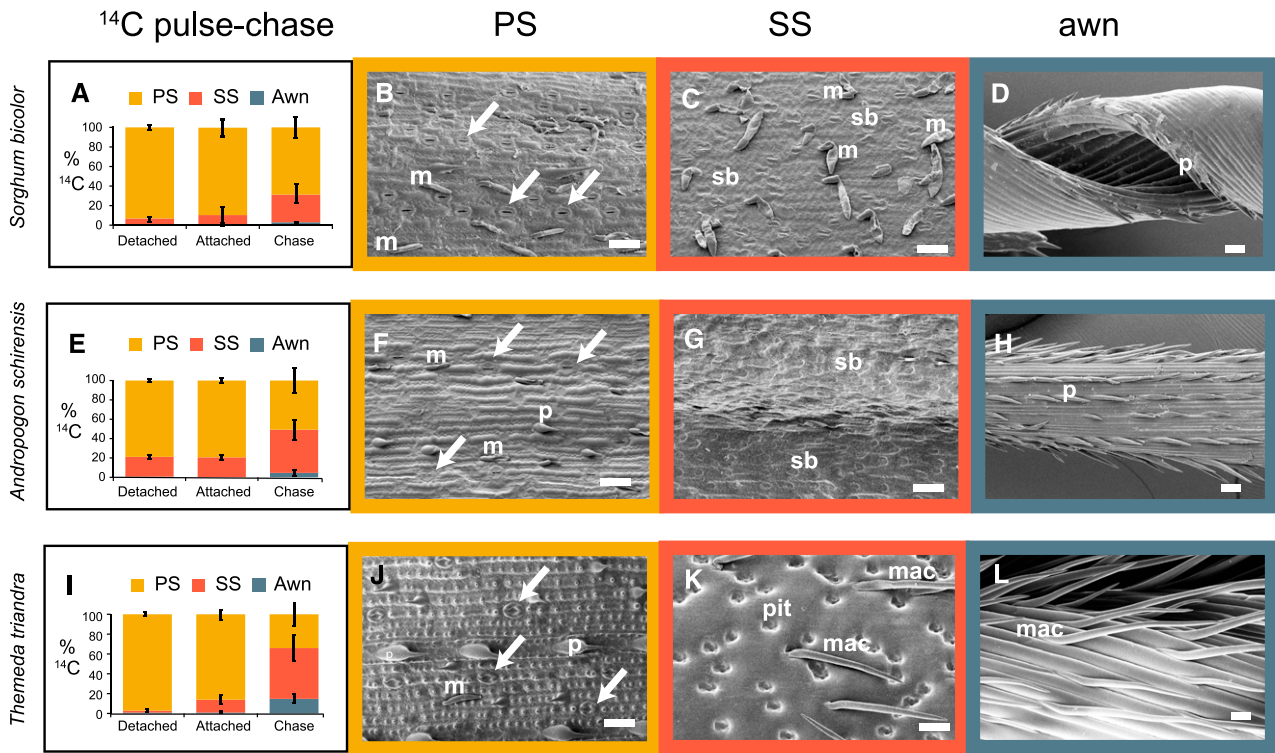 ¹⁴C pulse-chase PS SS awn
Sorghum bicolor
A
PS SS Awn
100
80
60
40
20
0
% ¹⁴C
Detached Attached Chase
B
m
m
C
m
sb
m
m
sb
D
p
Andropogon schirensis
E
PS SS Awn
100
80
60
40
20
0
% ¹⁴C
Detached Attached Chase
F
m
p
m
G
sb
sb
H
p
Themeda triandra
I
PS SS Awn
100
80
60
40
20
0
% ¹⁴C
Detached Attached Chase
J
p
p
m
K
mac
pit
mac
L
mac